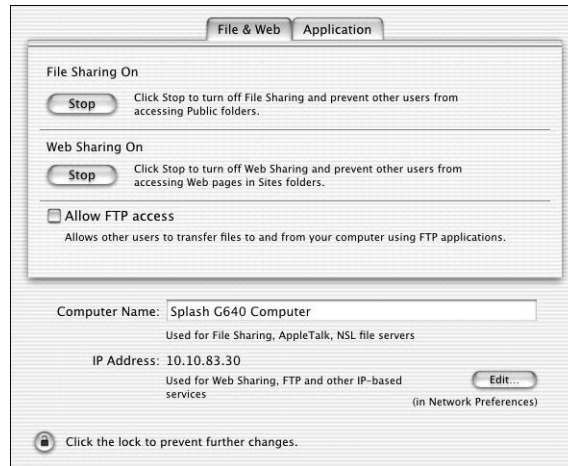 File & Web Application
File Sharing On
Stop Click Stop to turn off File Sharing and prevent other users from
accessing Public folders.
Web Sharing On
Stop Click Stop to turn off Web Sharing and prevent other users from
accessing Web pages in Sites folders.
Allow FTP access
Allows other users to transfer files to and from your computer using FTP applications.
Computer Name: Splash G640 Computer
Used for File Sharing, AppleTalk, NSL file servers
IP Address: 10.10.83.30
Used for Web Sharing, FTP and other IP-based
services
Edit...
(in Network Preferences)
Click the lock to prevent further changes.